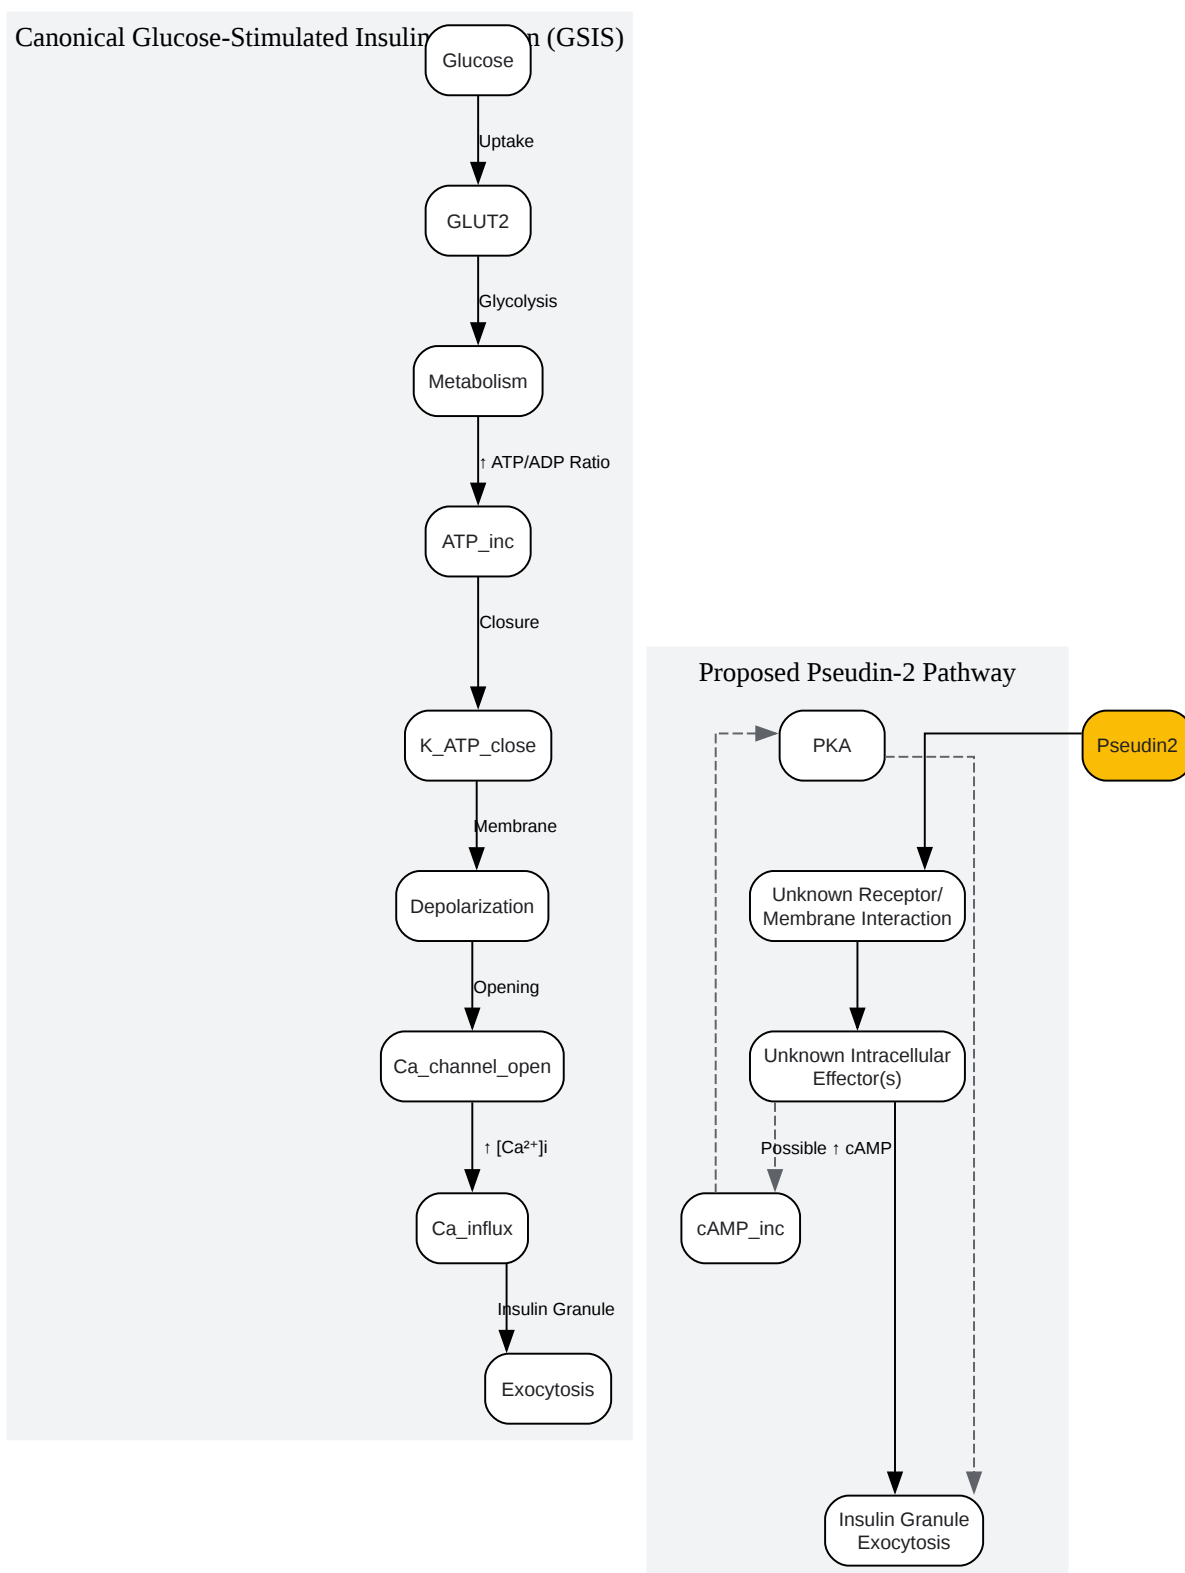 Canonical Glucose-Stimulated Insulin n (GSIS)
Glucose
Uptake
GLUT2
Glycolysis
Metabolism
↑ ATP/ADP Ratio
ATP_inc
Closure
K_ATP_close
Membrane
Depolarization
Opening
Ca_channel_open
↑ [Ca²⁺]i
Ca_influx
Insulin Granule
Exocytosis
Proposed Pseudin-2 Pathway
PKA
Pseudin2
Unknown Receptor/
Membrane Interaction
Unknown Intracellular
Effector(s)
Possible ↑ cAMP
cAMP_inc
Insulin Granule
Exocytosis